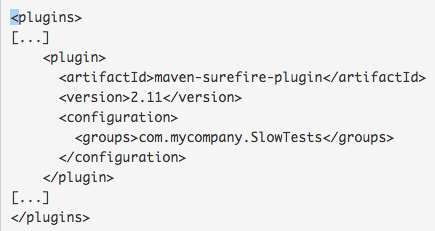 <plugins>
[...]
    <plugin>
      <artifactId>maven-surefire-plugin</artifactId>
      <version>2.11</version>
      <configuration>
        <groups>com.mycompany.SlowTests</groups>
      </configuration>
    </plugin>
[...]
</plugins>